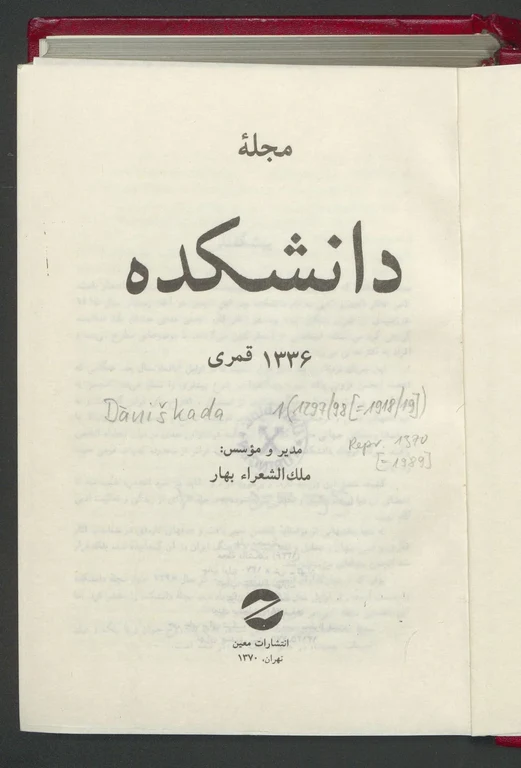 مجلهٔ
دانشکده
۱۳۳۶ قمری
Dāniškada 1(1297/98[=1918/19])
Repr. 1370
[=1989]
مدیر و مؤسس:
ملك‌الشعراء بهار
انتشارات معین
تهران، ۱۳۷۰